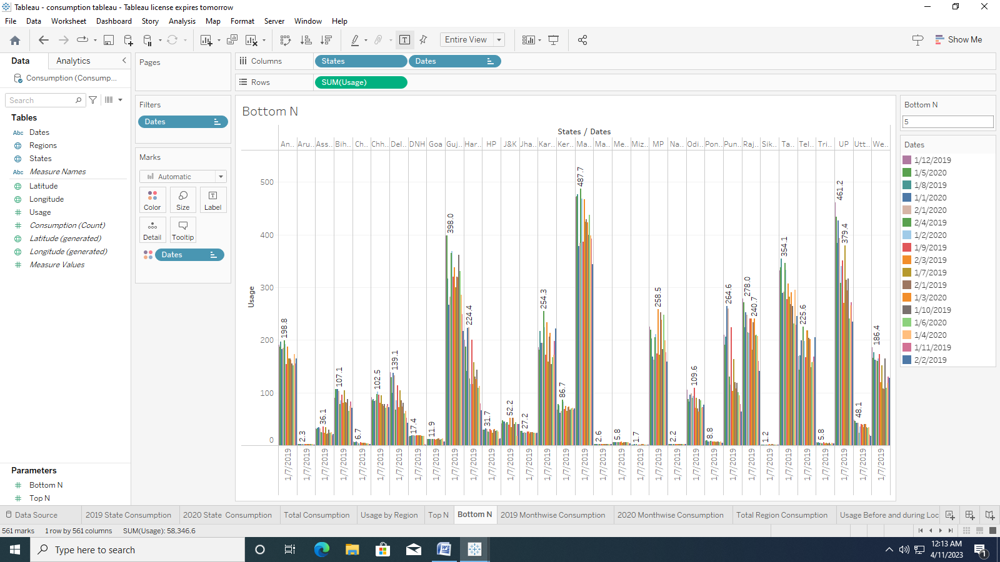 Tableau - consumption tableau - Tableau license expires tomorrow
File Data Worksheet Dashboard Story Analysis Map Format Server Window Help
Entire View
Show Me
Data Analytics
Consumption (Consump...
Search
Tables
Abc Dates
Regions
States
Abc Measure Names
Latitude
Longitude
# Usage
# Consumption (Count)
Latitude (generated)
Longitude (generated)
# Measure Values
Parameters
# Bottom N
# Top N
Pages
Filters
Dates
Marks
Automatic
Color Size Label
Detail Tooltip
Dates
Columns States Dates
Rows SUM(Usage)
Bottom N
States / Dates
An.. Aru.. Ass.. Bih.. Ch.. Chh.. Del.. DNH Goa Guj.. Har.. HP J&K Jha.. Kar.. Ker.. Ma.. Ma.. Me.. Miz.. MP Na.. Odi.. Pon.. Pun.. Raj.. Sik.. Ta.. Tel.. Tri.. UP Utt.. We..
Usage
500
400
300
200
100
0
198.8 2.3 36.1 107.1 6.7 102.5 139.1 17.4 11.9 398.0 224.4 31.7 52.2 27.2 254.3 86.7 487.7 2.6 5.8 1.7 258.5 2.2 109.6 8.8 264.6 278.0 240.7 1.2 354.1 225.6 5.8 461.2 379.4 48.1 186.4
1/7/2019 1/7/2019 1/7/2019 1/7/2019 1/7/2019 1/7/2019 1/7/2019 1/7/2019 1/7/2019 1/7/2019 1/7/2019 1/7/2019 1/7/2019 1/7/2019 1/7/2019 1/7/2019 1/7/2019 1/7/2019 1/7/2019 1/7/2019 1/7/2019 1/7/2019 1/7/2019 1/7/2019 1/7/2019 1/7/2019 1/7/2019 1/7/2019 1/7/2019 1/7/2019 1/7/2019 1/7/2019 1/7/2019
Bottom N
5
Dates
1/12/2019
1/5/2020
1/8/2019
1/1/2020
2/1/2020
2/4/2019
1/2/2020
1/9/2019
2/3/2019
1/7/2019
2/1/2019
1/3/2020
1/10/2019
1/6/2020
1/4/2020
1/11/2019
2/2/2019
Data Source 2019 State Consumption 2020 State Consumption Total Consumption Usage by Region Top N Bottom N 2019 Monthwise Consumption 2020 Monthwise Consumption Total Region Consumption Usage Before and during Loc
561 marks 1 row by 561 columns SUM(Usage): 58,346.6
Type here to search
12:13 AM
4/11/2023
1